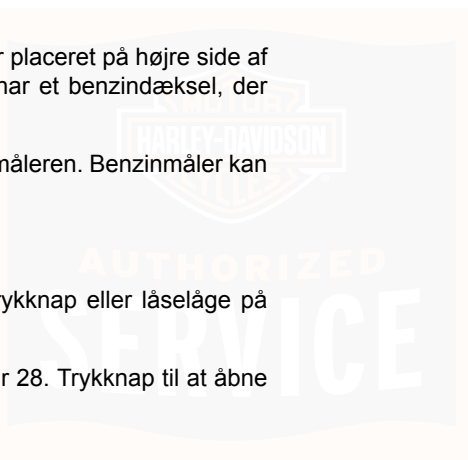 r placeret på højre side af
har et benzindæksel, der
måleren. Benzinmåler kan
rykknap eller låselåge på
r 28. Trykknap til at åbne
MOTOR
HARLEY-DAVIDSON
CYCLES
AUTHORIZED
SERVICE